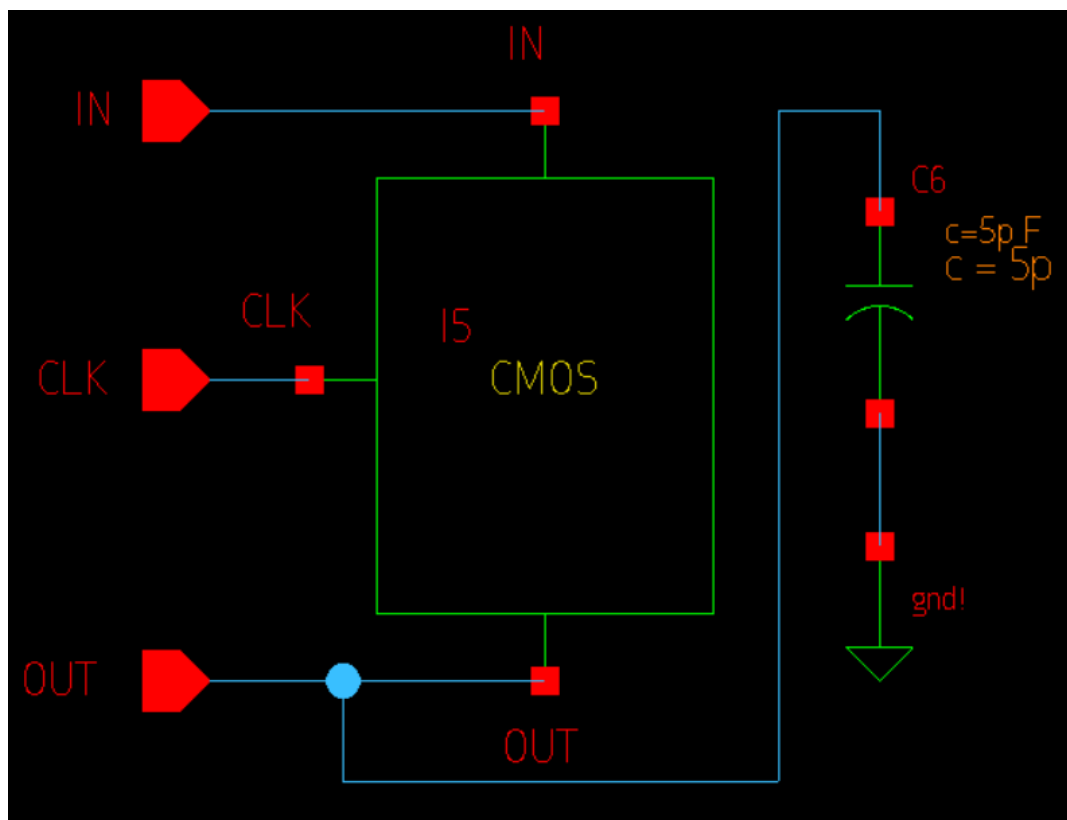 IN
IN
C6
c=5p F
c = 5p
CLK
I5
CLK
CMOS
gnd!
OUT
OUT